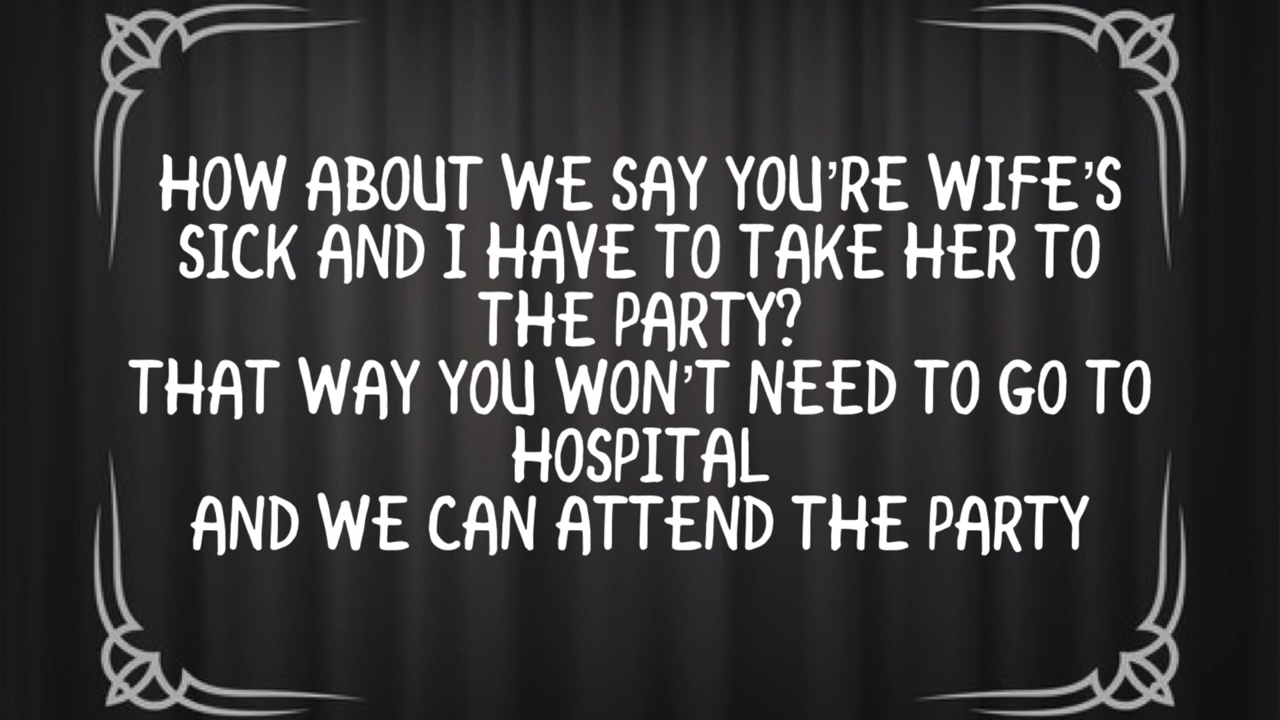 HOW ABOUT WE SAY YOU'RE WIFE'S
SICK AND I HAVE TO TAKE HER TO
THE PARTY?
THAT WAY YOU WON'T NEED TO GO TO
HOSPITAL
AND WE CAN ATTEND THE PARTY